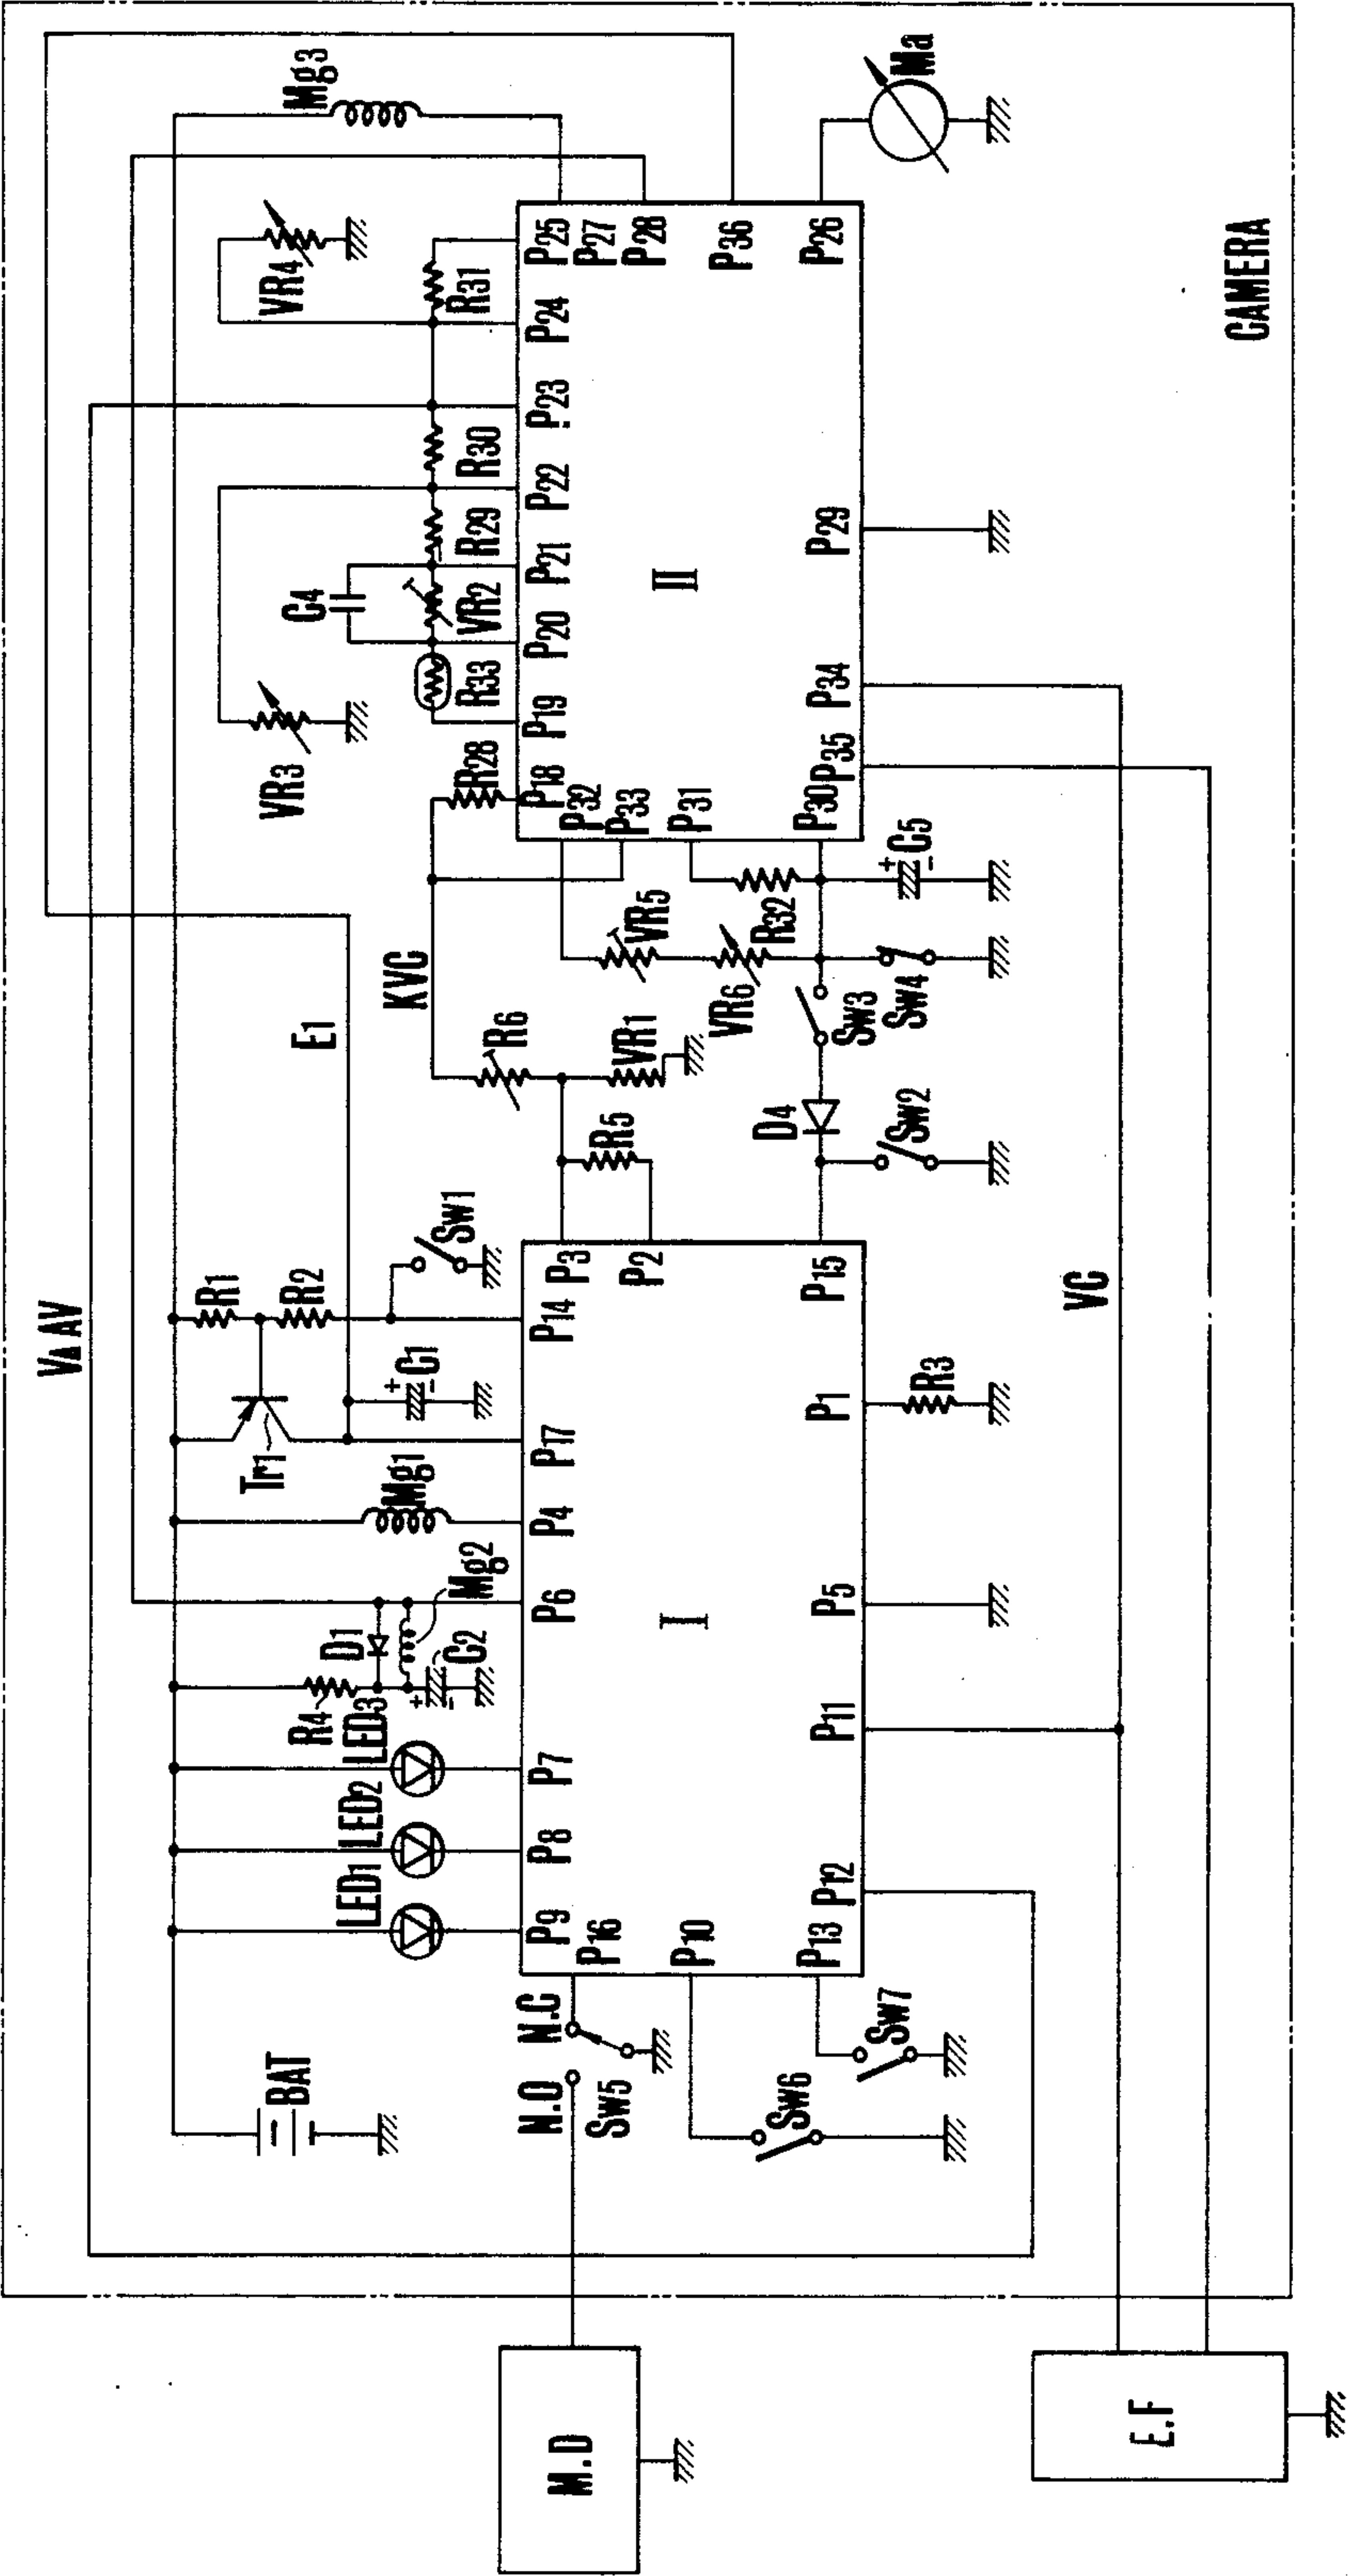 VΔAV
E1
KVC
VC
CAMERA
BAT
LED1
LED2
LED3
R4
D1
C2
Mg2
Mg1
Tr1
C1
R1
R2
SW1
R5
R6
VR1
VR3
C4
VR4
Mg3
R28
R33
VR2
R29
R30
R31
P9
P8
P7
P6
P4
P17
P14
P16
P10
P13
P12
P11
P5
P1
P3
P2
P15
I
P18
P19
P20
P21
P22
P23
P24
P25
P27
P28
P36
P26
P32
P33
P31
P30
P35
P34
P29
II
N.O
N.C
SW5
SW6
SW7
R3
D4
SW2
SW3
SW4
VR5
VR6
R32
C5
Ma
M.D
E.F